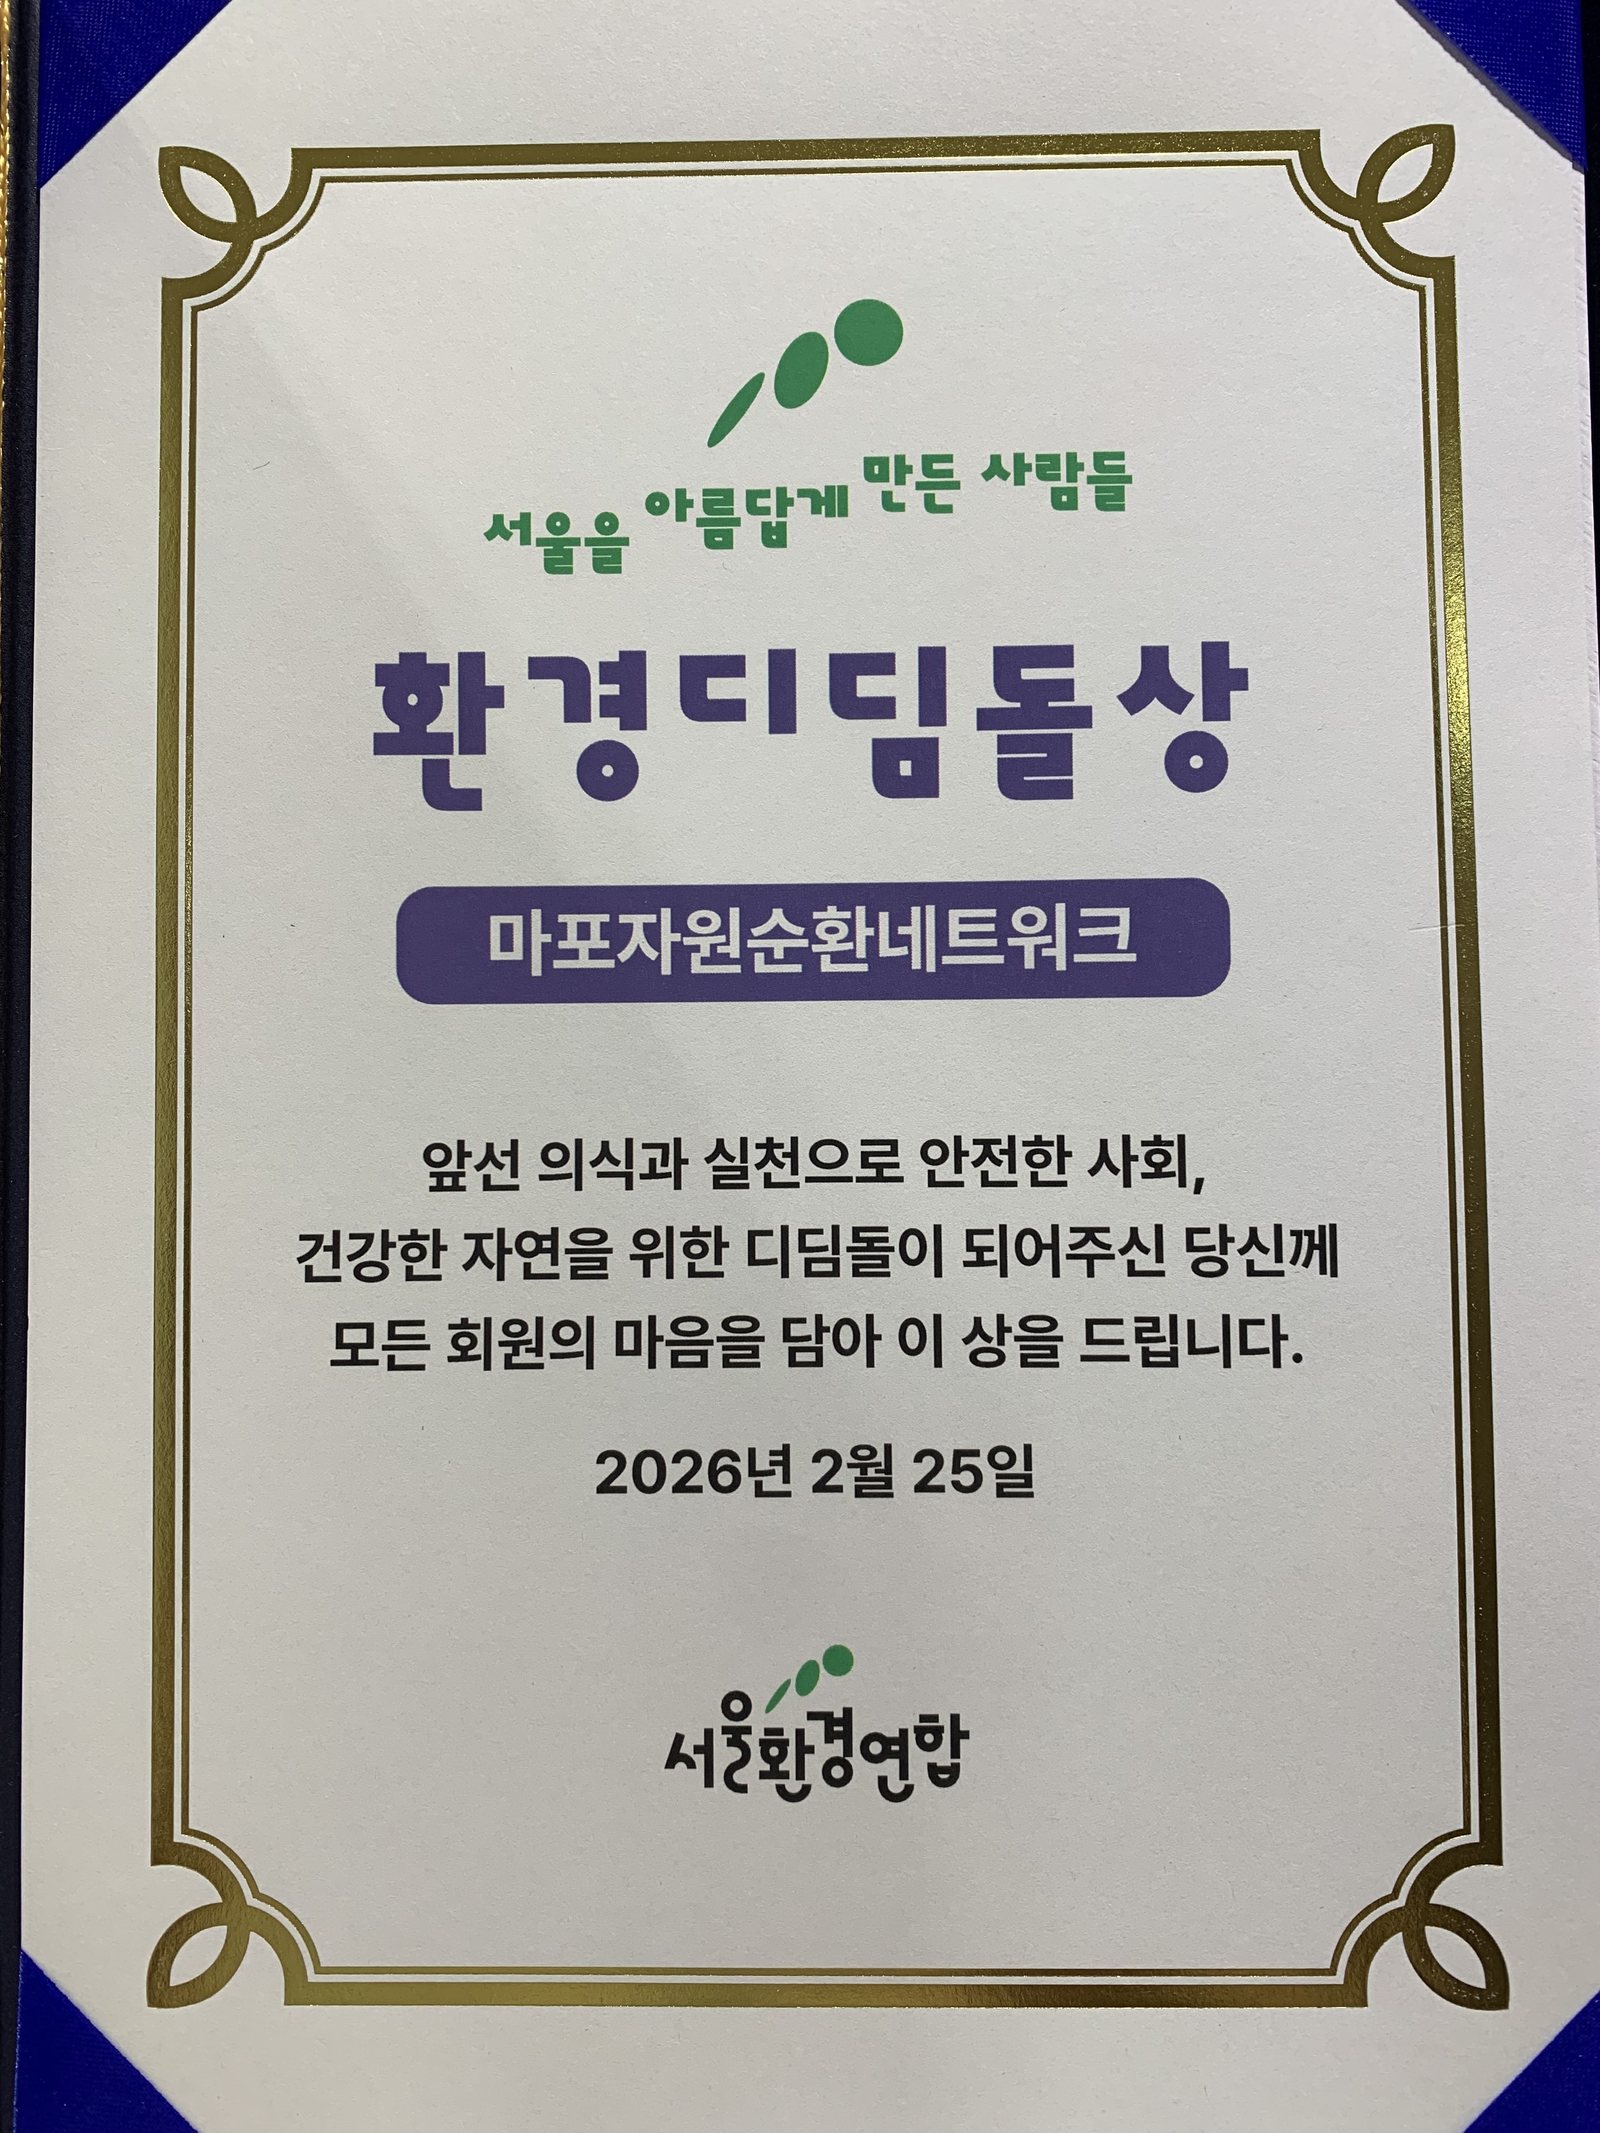 서울을 아름답게 만든 사람들
환경디딤돌상
마포자원순환네트워크
앞선 의식과 실천으로 안전한 사회,
건강한 자연을 위한 디딤돌이 되어주신 당신께
모든 회원의 마음을 담아 이 상을 드립니다.
2026년 2월 25일
서울환경연합